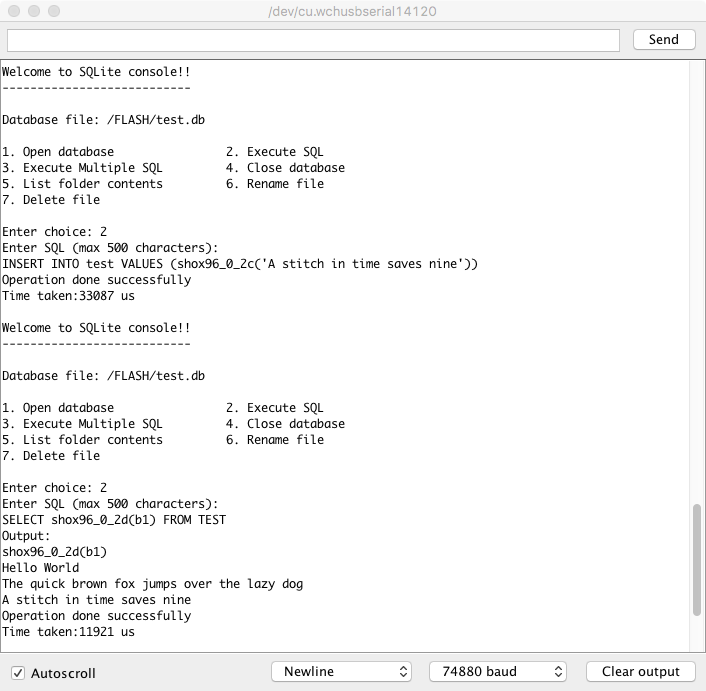 /dev/cu.wchusbserial14120
Send
Welcome to SQLite console!!
---------------------------
Database file: /FLASH/test.db
1. Open database 2. Execute SQL
3. Execute Multiple SQL 4. Close database
5. List folder contents 6. Rename file
7. Delete file
Enter choice: 2
Enter SQL (max 500 characters):
INSERT INTO test VALUES (shox96_0_2c('A stitch in time saves nine'))
Operation done successfully
Time taken:33087 us
Welcome to SQLite console!!
---------------------------
Database file: /FLASH/test.db
1. Open database 2. Execute SQL
3. Execute Multiple SQL 4. Close database
5. List folder contents 6. Rename file
7. Delete file
Enter choice: 2
Enter SQL (max 500 characters):
SELECT shox96_0_2d(b1) FROM TEST
Output:
shox96_0_2d(b1)
Hello World
The quick brown fox jumps over the lazy dog
A stitch in time saves nine
Operation done successfully
Time taken:11921 us
Autoscroll Newline 74880 baud Clear output